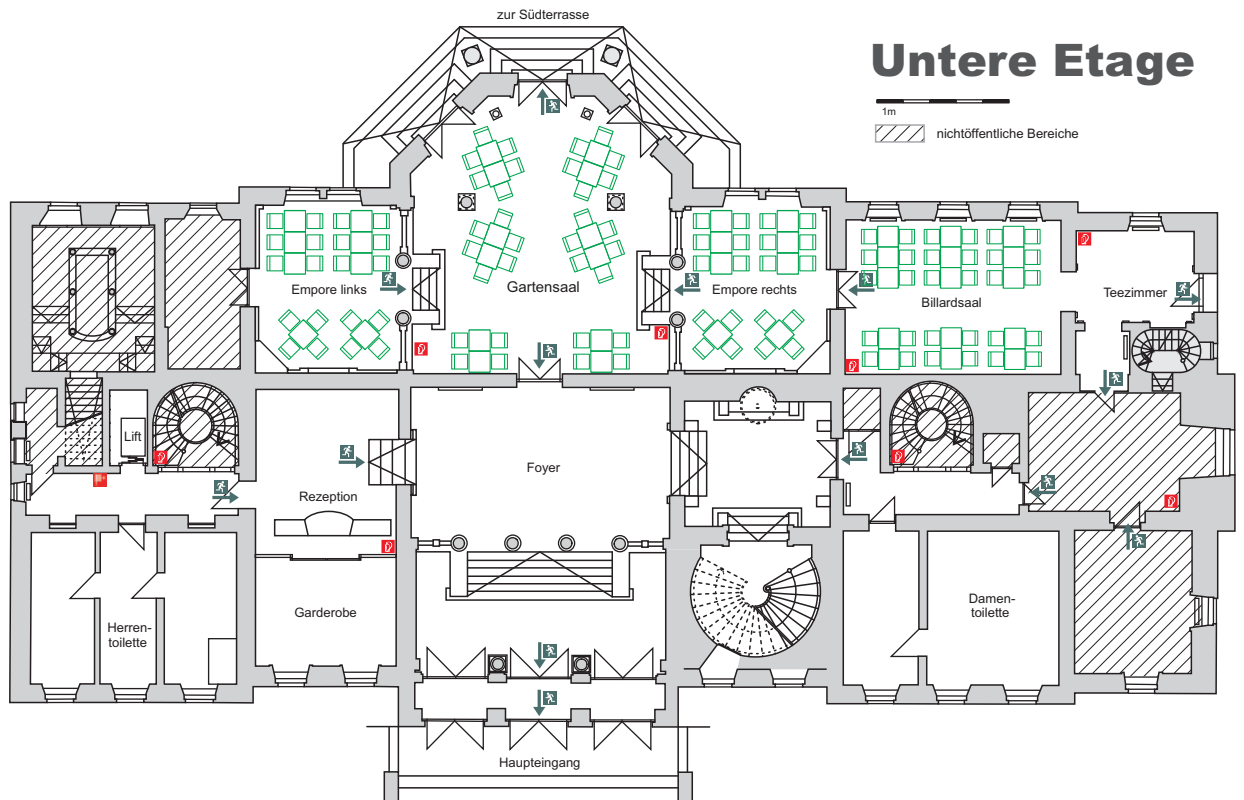 zur Südterrasse
Untere Etage
1m
nichtöffentliche Bereiche
Empore links
Gartensaal
Empore rechts
Billardsaal
Teezimmer
Lift
Rezeption
Foyer
Garderobe
Herren-
toilette
Damen-
toilette
Haupteingang